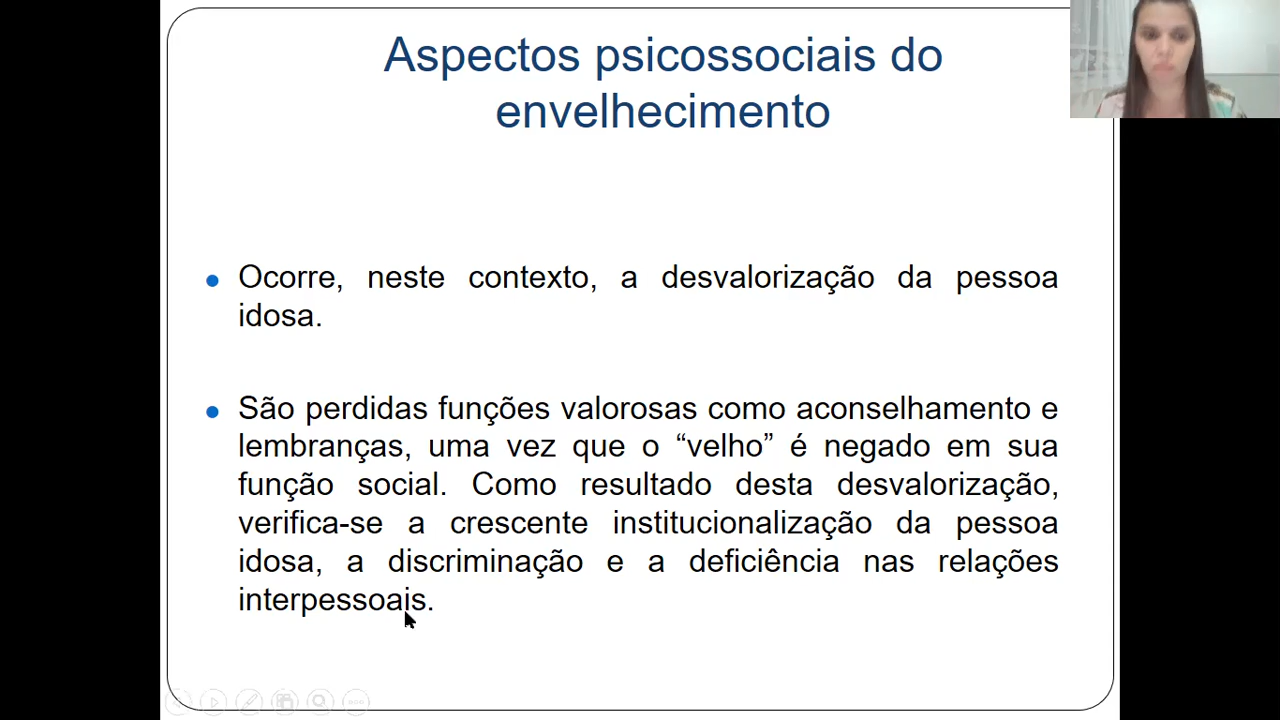 Aspectos psicossociais do
envelhecimento
Ocorre, neste contexto, a desvalorização da pessoa
idosa.
São perdidas funções valorosas como aconselhamento e
lembranças, uma vez que o “velho” é negado em sua
função social. Como resultado desta desvalorização,
verifica-se a crescente institucionalização da pessoa
idosa, a discriminação e a deficiência nas relações
interpessoais.